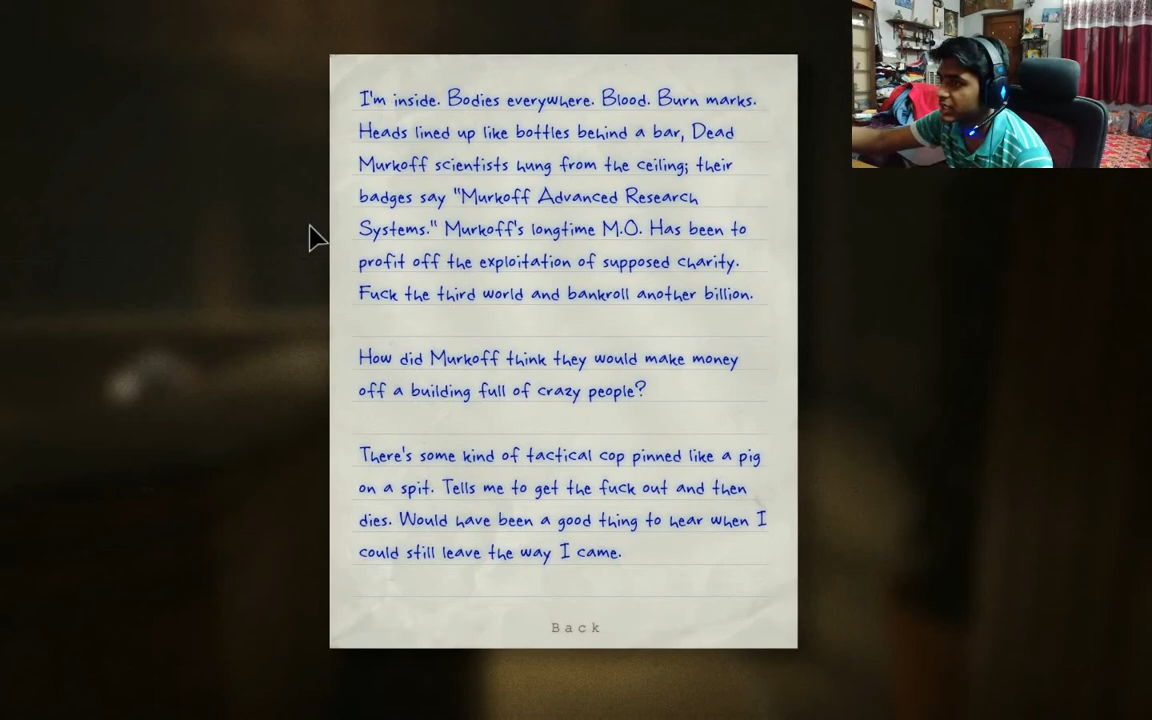 I'm inside. Bodies everywhere. Blood. Burn marks.
Heads lined up like bottles behind a bar, Dead
Murkoff scientists hung from the ceiling; their
badges say "Murkoff Advanced Research
Systems." Murkoff's longtime M.O. Has been to
profit off the exploitation of supposed charity.
Fuck the third world and bankroll another billion.
How did Murkoff think they would make money
off a building full of crazy people?
There's some kind of tactical cop pinned like a pig
on a spit. Tells me to get the fuck out and then
dies. Would have been a good thing to hear when I
could still leave the way I came.
Back